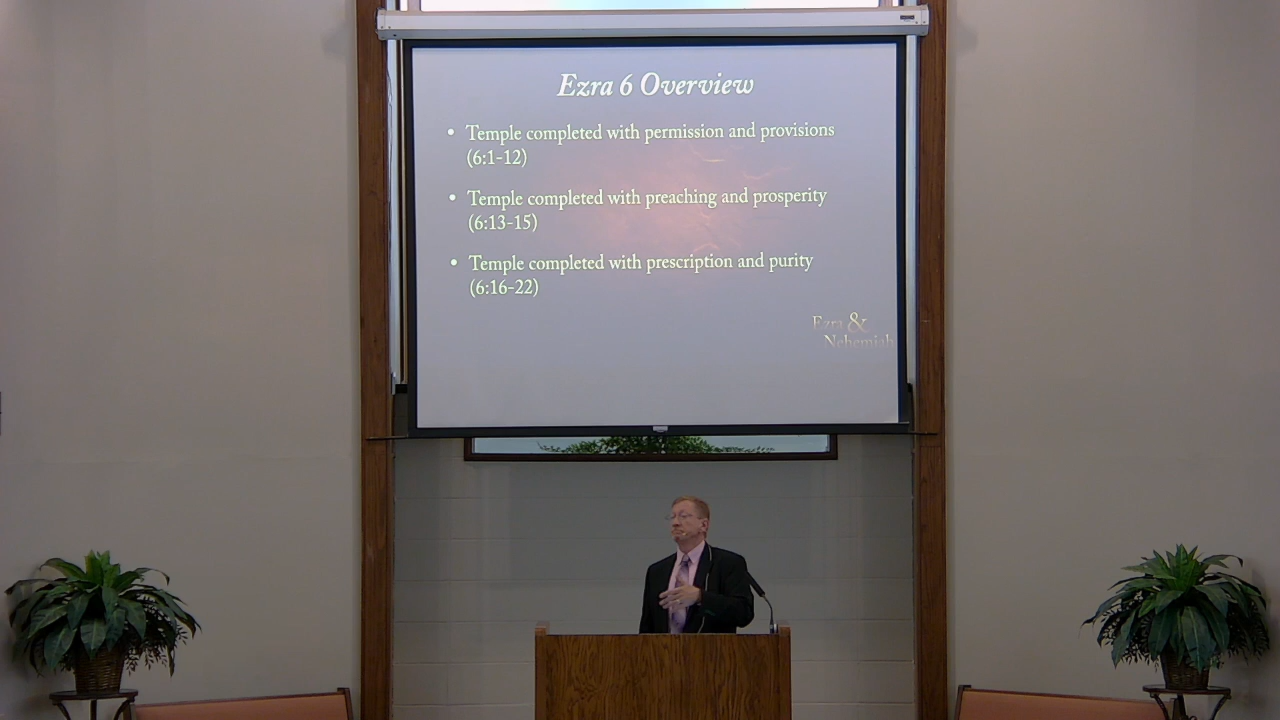 Ezra 6 Overview
• Temple completed with permission and provisions
(6:1-12)
• Temple completed with preaching and prosperity
(6:13-15)
• Temple completed with prescription and purity
(6:16-22)
Ezra &
Nehemiah